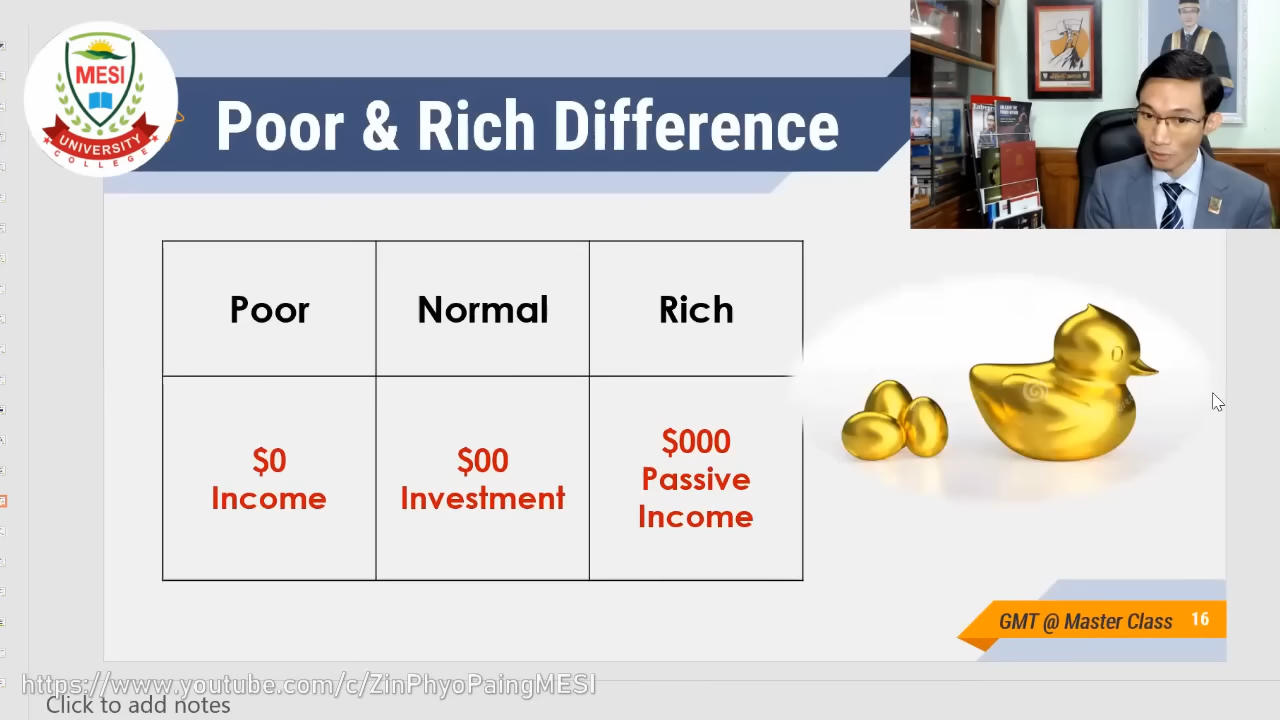 MESI
UNIVERSITY
COLLEGE
Poor & Rich Difference
Poor
Normal
Rich
$0
Income
$00
Investment
$000
Passive
Income
GMT @ Master Class
16
https://www.youtube.com/c/ZinPhyoPaingMESI
Click to add notes